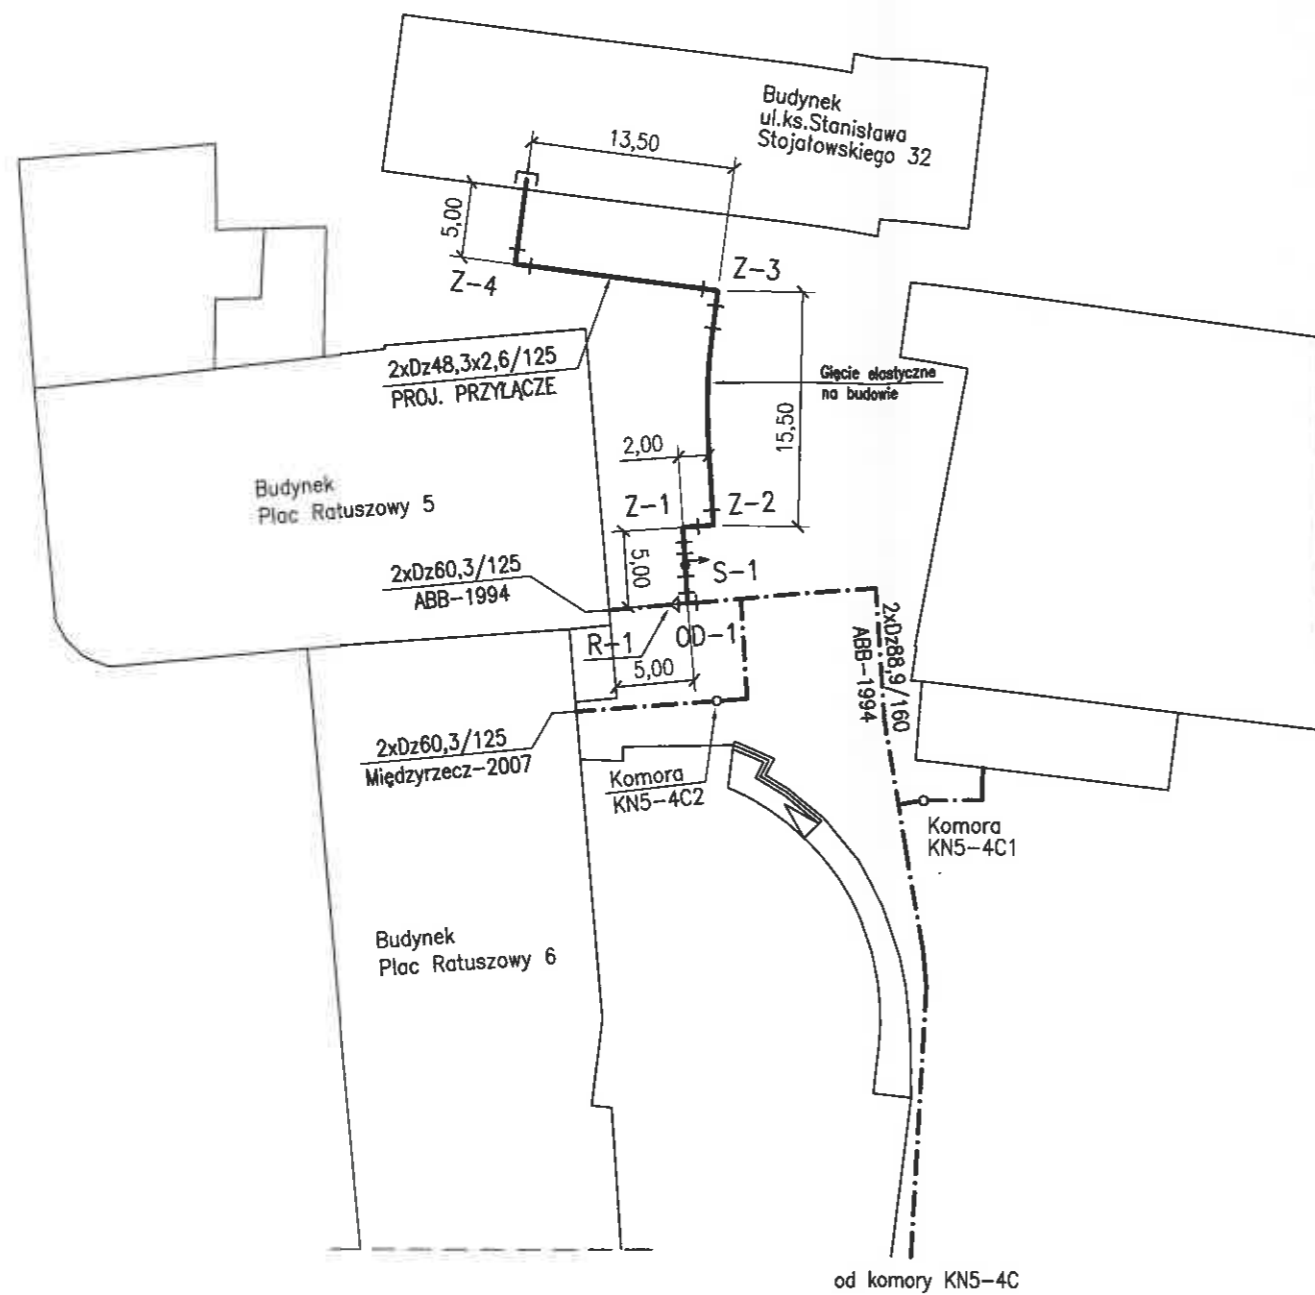 Budynek
ul.ks.Stanisława
Stojałowskiego 32
13,50
5,00
Z-4
Z-3
2xDz48,3x2,6/125
PROJ. PRZYŁĄCZE
Gięcie elastyczne
na budowie
15,50
2,00
Budynek
Plac Ratuszowy 5
Z-1
Z-2
5,00
S-1
2xDz60,3/125
ABB-1994
R-1
OD-1
5,00
2xDz88,9/160
ABB-1994
2xDz60,3/125
Międzyrzecz-2007
Komora
KN5-4C2
Komora
KN5-4C1
Budynek
Plac Ratuszowy 6
od komory KN5-4C